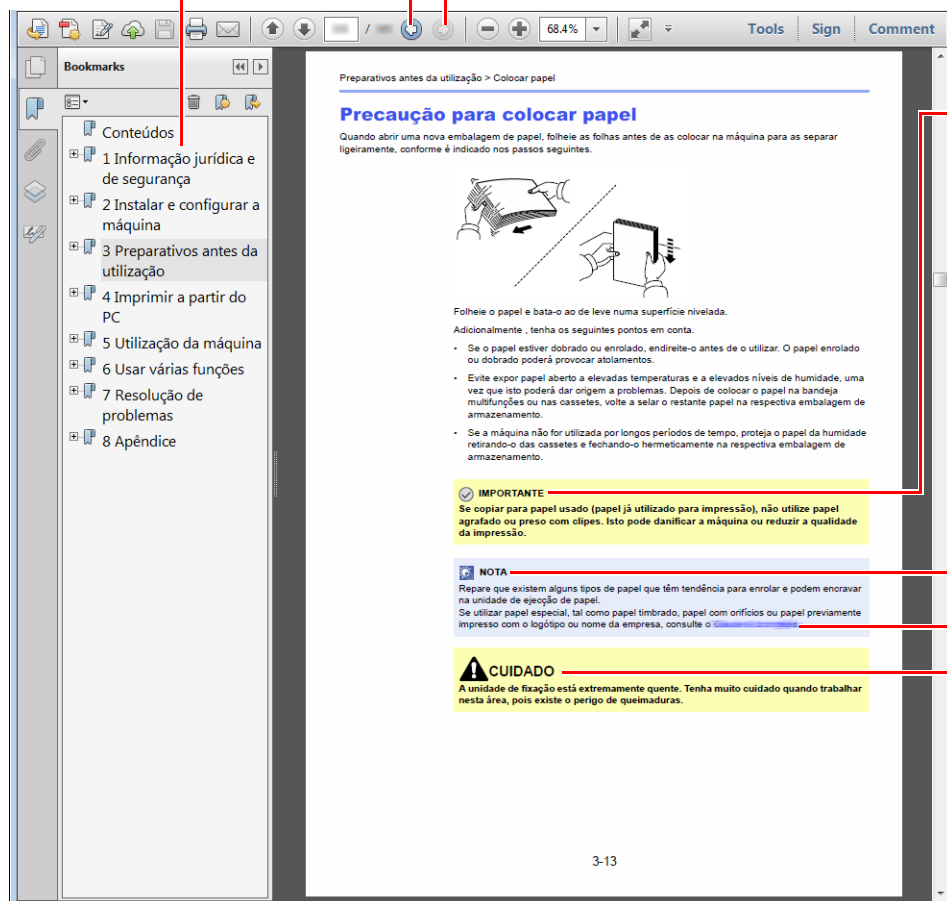 / 68.4% Tools Sign Comment
Bookmarks
Conteúdos
1 Informação jurídica e
de segurança
2 Instalar e configurar a
máquina
3 Preparativos antes da
utilização
4 Imprimir a partir do
PC
5 Utilização da máquina
6 Usar várias funções
7 Resolução de
problemas
8 Apêndice
Preparativos antes da utilização > Colocar papel
Precaução para colocar papel
Quando abrir uma nova embalagem de papel, folheie as folhas antes de as colocar na máquina para as separar
ligeiramente, conforme é indicado nos passos seguintes.
Folheie o papel e bata-o ao de leve numa superfície nivelada.
Adicionalmente , tenha os seguintes pontos em conta.
• Se o papel estiver dobrado ou enrolado, endireite-o antes de o utilizar. O papel enrolado
ou dobrado poderá provocar atolamentos.
• Evite expor papel aberto a elevadas temperaturas e a elevados níveis de humidade, uma
vez que isto poderá dar origem a problemas. Depois de colocar o papel na bandeja
multifunções ou nas cassetes, volte a selar o restante papel na respectiva embalagem de
armazenamento.
• Se a máquina não for utilizada por longos períodos de tempo, proteja o papel da humidade
retirando-o das cassetes e fechando-o hermeticamente na respectiva embalagem de
armazenamento.
IMPORTANTE
Se copiar para papel usado (papel já utilizado para impressão), não utilize papel
agrafado ou preso com clipes. Isto pode danificar a máquina ou reduzir a qualidade
da impressão.
NOTA
Repare que existem alguns tipos de papel que têm tendência para enrolar e podem encravar
na unidade de ejecção de papel.
Se utilizar papel especial, tal como papel timbrado, papel com orifícios ou papel previamente
impresso com o logótipo ou nome da empresa, consulte o
CUIDADO
A unidade de fixação está extremamente quente. Tenha muito cuidado quando trabalhar
nesta área, pois existe o perigo de queimaduras.
3-13